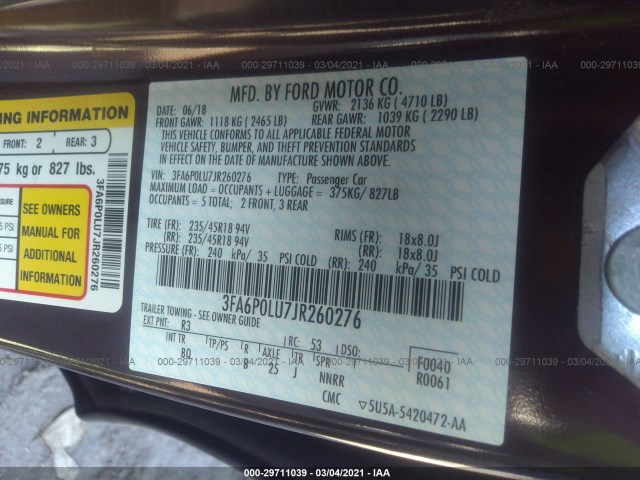 000-29711039 - 03/04/2021 - IAA
000-29711039 - 03/04/2021 - IAA
000-29711039 - 03/04/2021 - IAA
ING INFORMATION
FRONT: 2 REAR: 3
75 kg or 827 lbs.
SEE OWNERS
MANUAL FOR
ADDITIONAL
INFORMATION
3FA6P0LU7JR260276
MFD. BY FORD MOTOR CO.
DATE: 06/18 GVWR: 2136 KG ( 4710 LB)
FRONT GAWR: 1118 KG ( 2465 LB) REAR GAWR: 1039 KG ( 2290 LB)
THIS VEHICLE CONFORMS TO ALL APPLICABLE FEDERAL MOTOR
VEHICLE SAFETY, BUMPER, AND THEFT PREVENTION STANDARDS
IN EFFECT ON THE DATE OF MANUFACTURE SHOWN ABOVE.
VIN: 3FA6P0LU7JR260276 TYPE: Passenger Car
MAXIMUM LOAD = OCCUPANTS + LUGGAGE = 375KG/ 827LB
OCCUPANTS = 5 TOTAL; 2 FRONT, 3 REAR
TIRE (FR): 235/45R18 94V RIMS (FR): 18x8.0J
TIRE (RR): 235/45R18 94V (RR): 18x8.0J
PRESSURE (FR): 240 kPa/ 35 PSI COLD (RR): 240 kPa/ 35 PSI COLD
3FA6P0LU7JR260276
TRAILER TOWING - SEE OWNER GUIDE
EXT PNT: R3 RC: 53 DSO: F0040
INT TR TP/PS R AXLE TR SPR R0061
BQ B 25 J NNRR
CMC ▽5U5A-5420472-AA
000-29711039 - 03/04/2021 - IAA